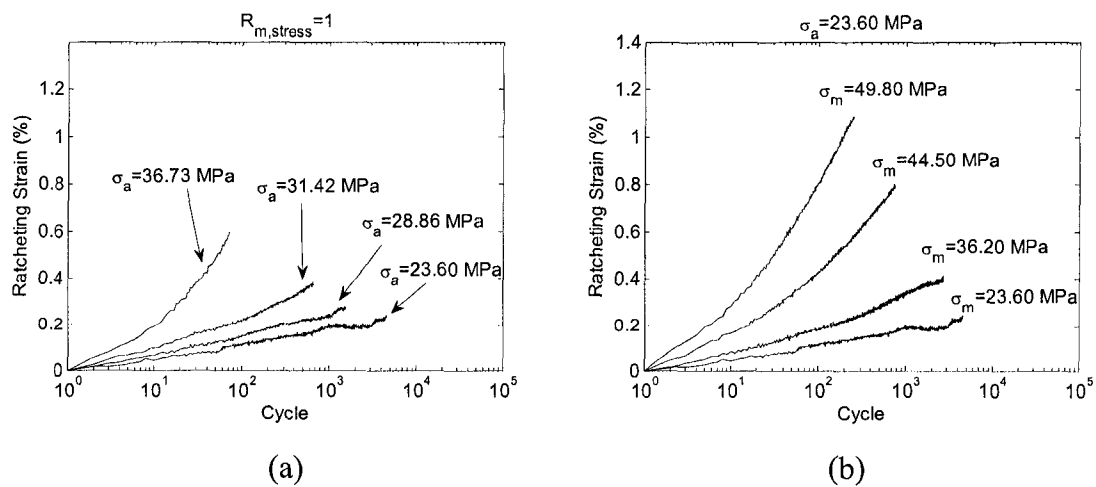 R_m,stress=1
1.2
1
0.8
0.6
0.4
0.2
0
Ratcheting Strain (%)
σ_a=36.73 MPa
σ_a=31.42 MPa
σ_a=28.86 MPa
σ_a=23.60 MPa
10^0 10^1 10^2 10^3 10^4 10^5
Cycle
(a)
σ_a=23.60 MPa
1.4
1.2
1
0.8
0.6
0.4
0.2
0
Ratcheting Strain (%)
σ_m=49.80 MPa
σ_m=44.50 MPa
σ_m=36.20 MPa
σ_m=23.60 MPa
10^0 10^1 10^2 10^3 10^4 10^5
Cycle
(b)